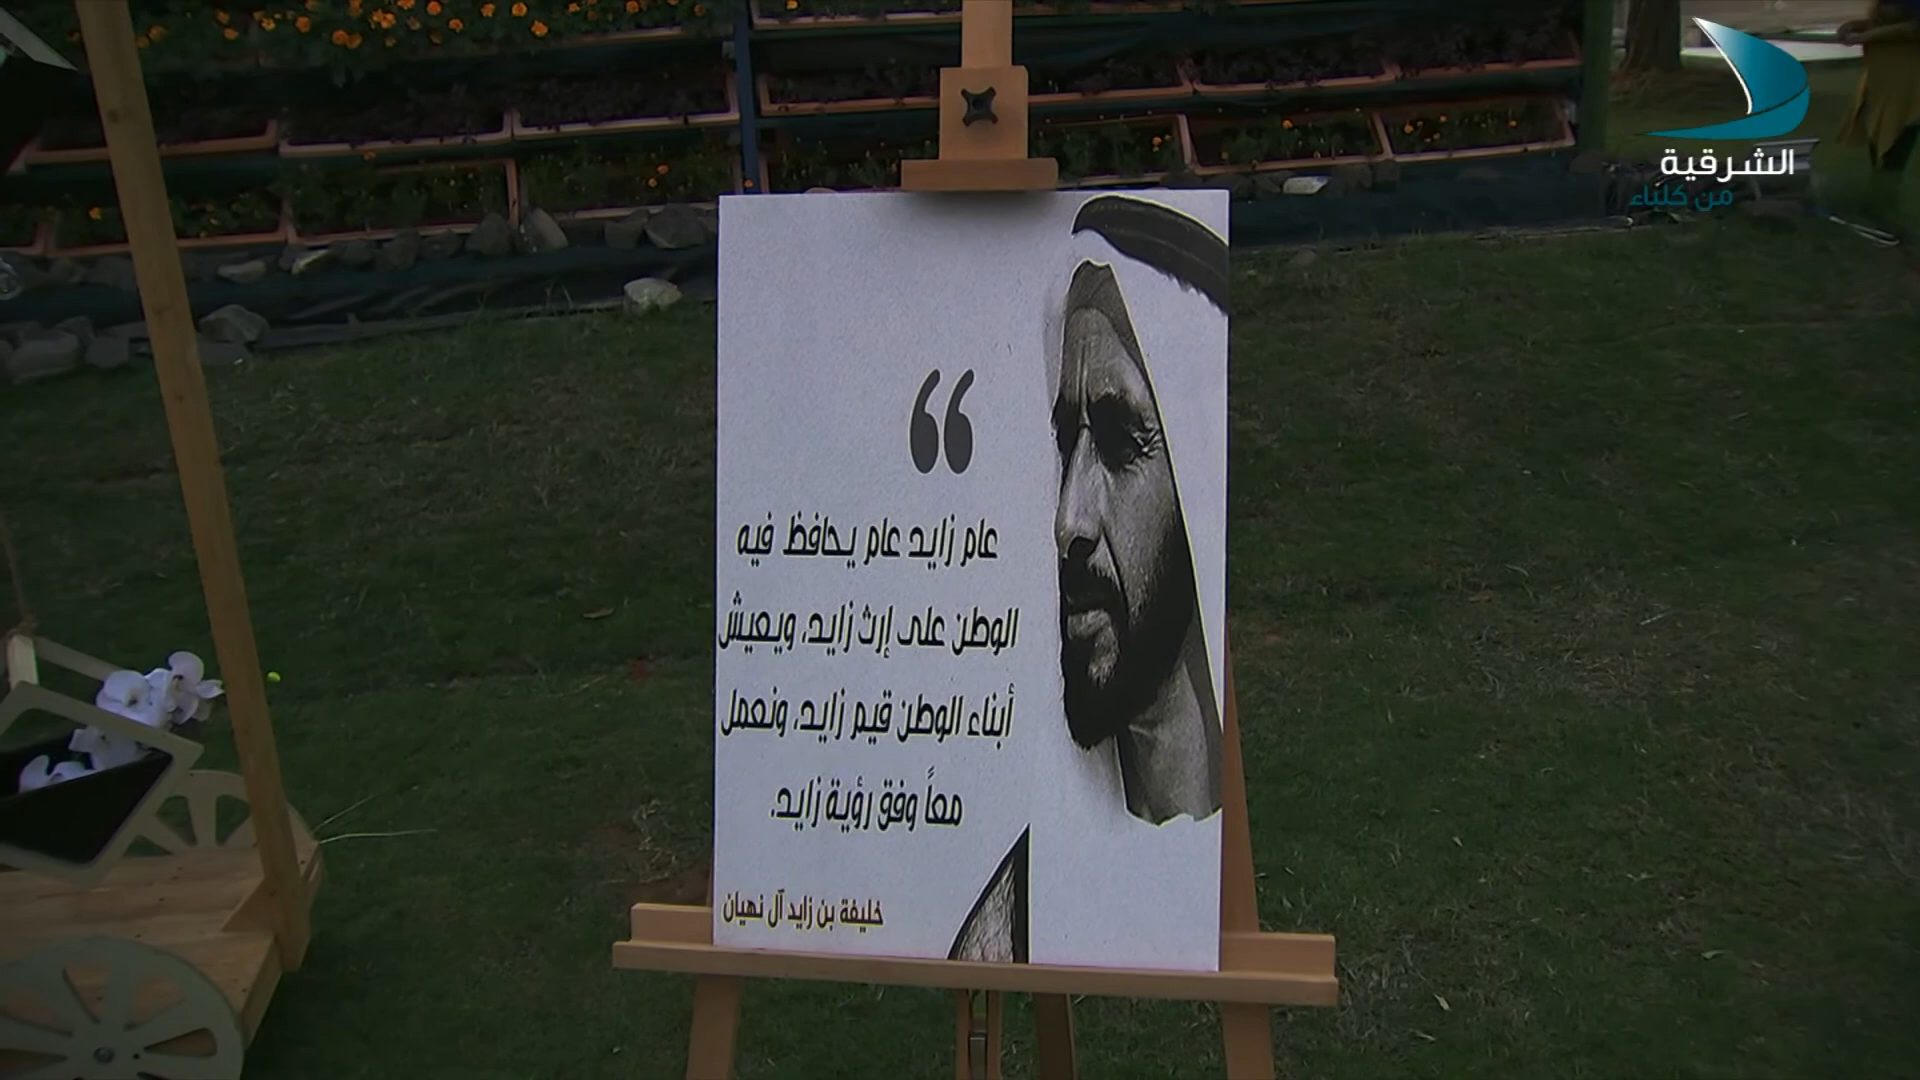 الشرقية
من كلباء
عام زايد عام يحافظ فيه
الوطن على إرث زايد، ويعيش
أبناء الوطن قيم زايد، ونعمل
معاً وفق رؤية زايد.
خليفة بن زايد آل نهيان